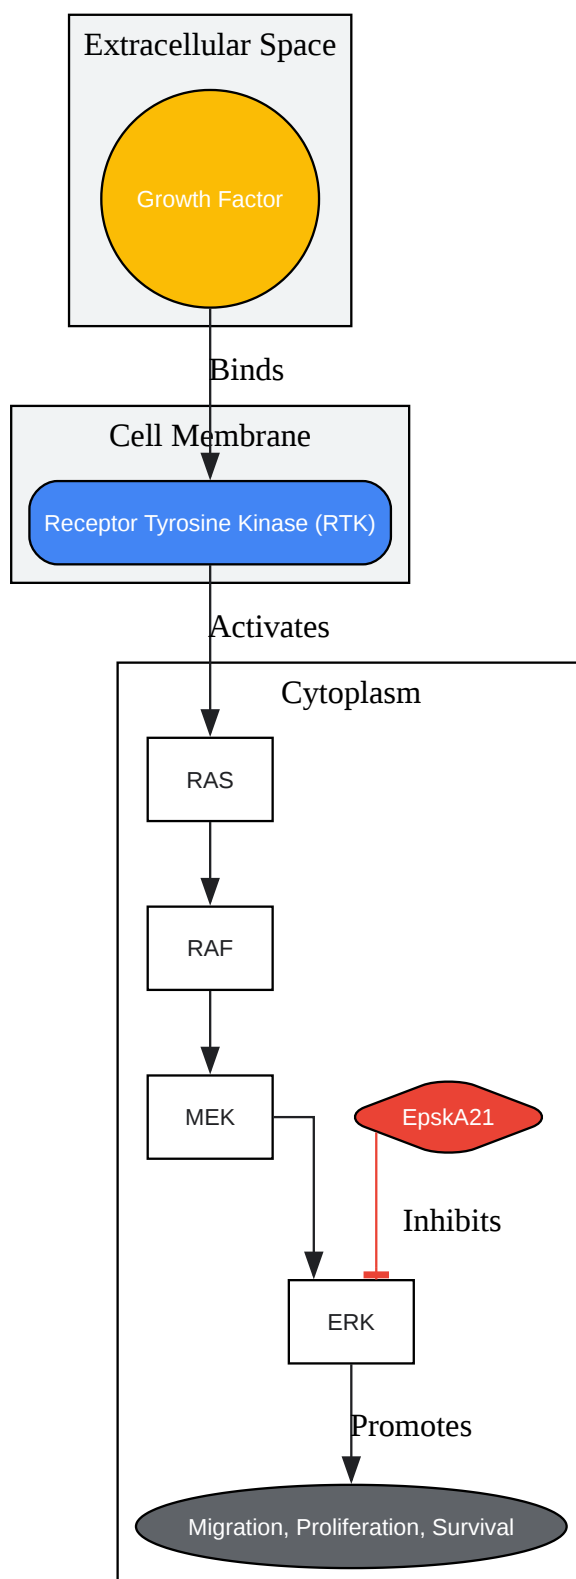 Extracellular Space
Growth Factor
Binds
Cell Membrane
Receptor Tyrosine Kinase (RTK)
Activates
Cytoplasm
RAS
RAF
MEK
EpskA21
Inhibits
ERK
Promotes
Migration, Proliferation, Survival